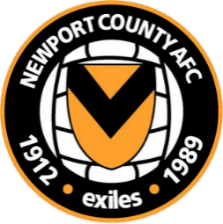 NEWPORT COUNTY AFC
1912 • exiles • 1989